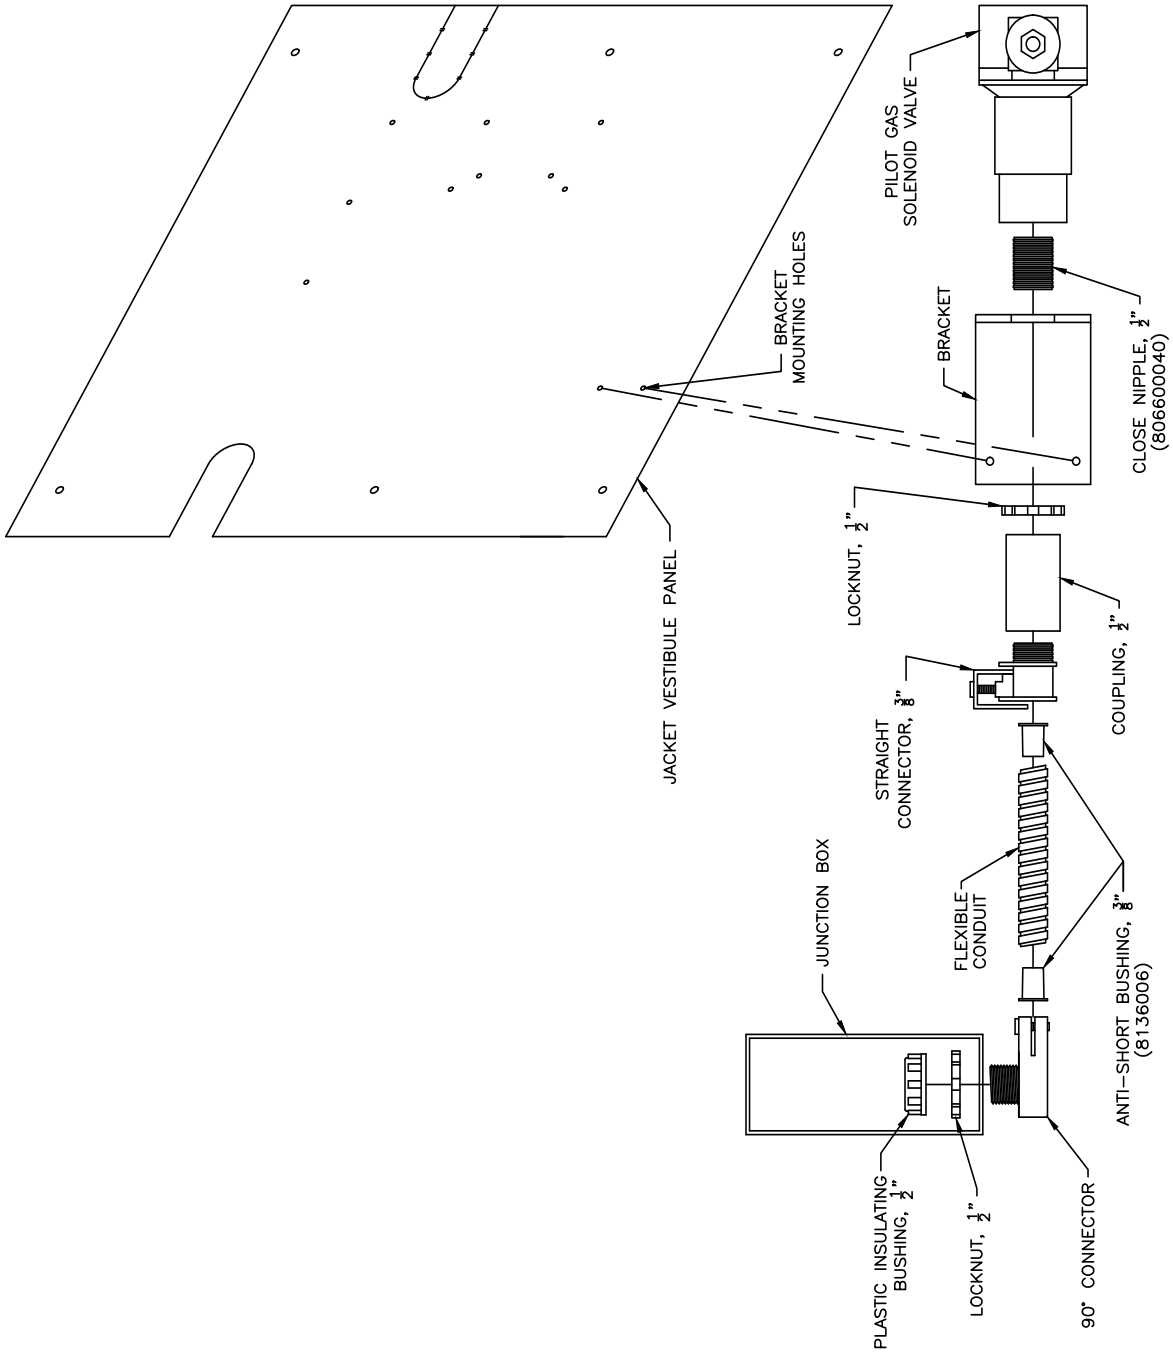 PILOT GAS
SOLENOID VALVE
BRACKET
MOUNTING HOLES
BRACKET
CLOSE NIPPLE, 1/2"
(806600040)
LOCKNUT, 1/2"
JACKET VESTIBULE PANEL
COUPLING, 1/2"
STRAIGHT
CONNECTOR, 3/8"
JUNCTION BOX
FLEXIBLE
CONDUIT
ANTI-SHORT BUSHING, 3/8"
(8136006)
PLASTIC INSULATING
BUSHING, 1/2"
LOCKNUT, 1/2"
90° CONNECTOR